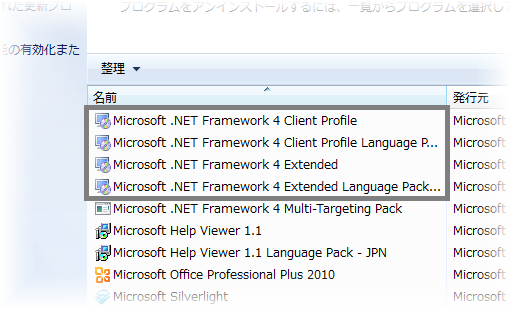 れた更新プロ プログラムをアンインストールするには、一覧からプログラムを選択して
の有効化また
整理
名前 発行元
Microsoft .NET Framework 4 Client Profile Microsoft
Microsoft .NET Framework 4 Client Profile Language P... Microsoft
Microsoft .NET Framework 4 Extended Microsoft
Microsoft .NET Framework 4 Extended Language Pack... Microsoft
Microsoft .NET Framework 4 Multi-Targeting Pack Microsoft
Microsoft Help Viewer 1.1 Microsoft
Microsoft Help Viewer 1.1 Language Pack - JPN Microsoft
Microsoft Office Professional Plus 2010 Microsoft
Microsoft Silverlight Microsoft